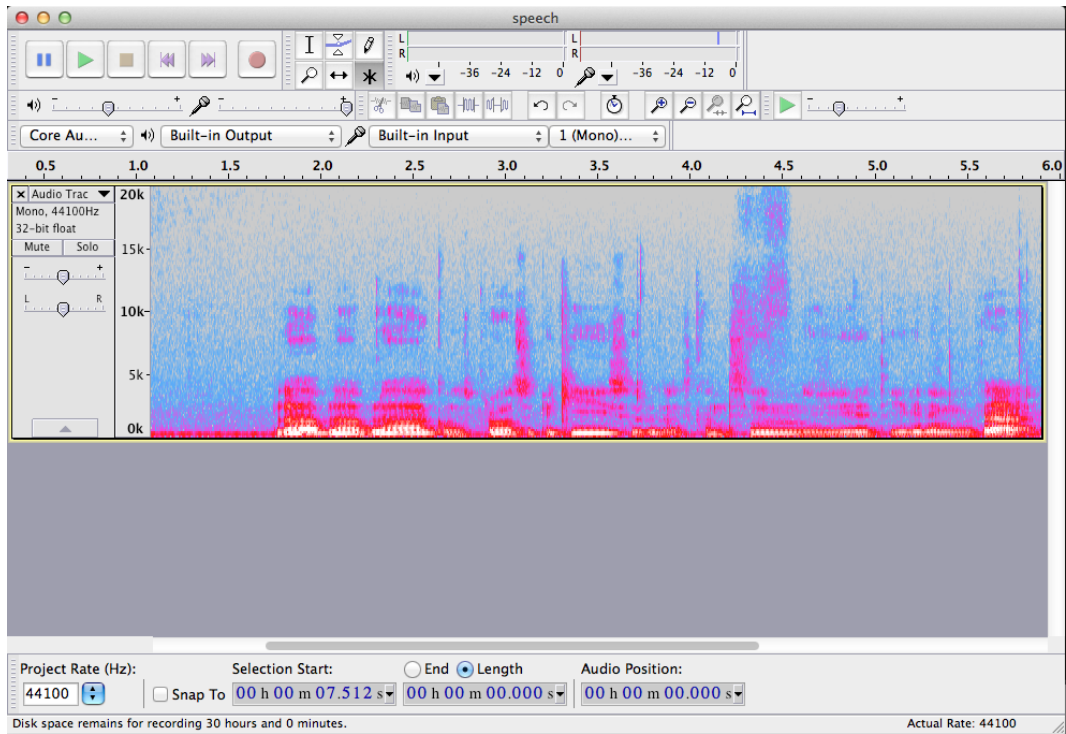 speech
L
R
-36 -24 -12 0
L
R
-36 -24 -12 0
Core Au... Built-in Output Built-in Input 1 (Mono)...
0.5 1.0 1.5 2.0 2.5 3.0 3.5 4.0 4.5 5.0 5.5 6.0
× Audio Trac
Mono, 44100Hz
32-bit float
Mute Solo
- +
L R
20k
15k-
10k-
5k-
0k
Project Rate (Hz): Selection Start: End Length Audio Position:
44100 Snap To 00 h 00 m 07.512 s 00 h 00 m 00.000 s 00 h 00 m 00.000 s
Disk space remains for recording 30 hours and 0 minutes. Actual Rate: 44100